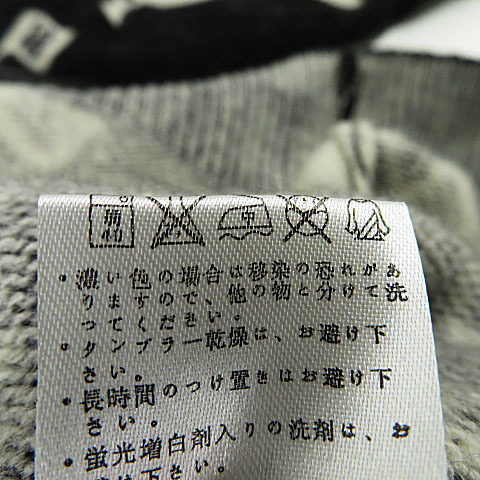 中
・濃い色の場合は移染の恐れがあ
りますので、他の物と分けて洗
ってください。
・タンブラー乾燥は、お避け下
さい。
・長時間のつけ置きはお避け下
さい。
・蛍光増白剤入りの洗剤は、お
避け下さい。